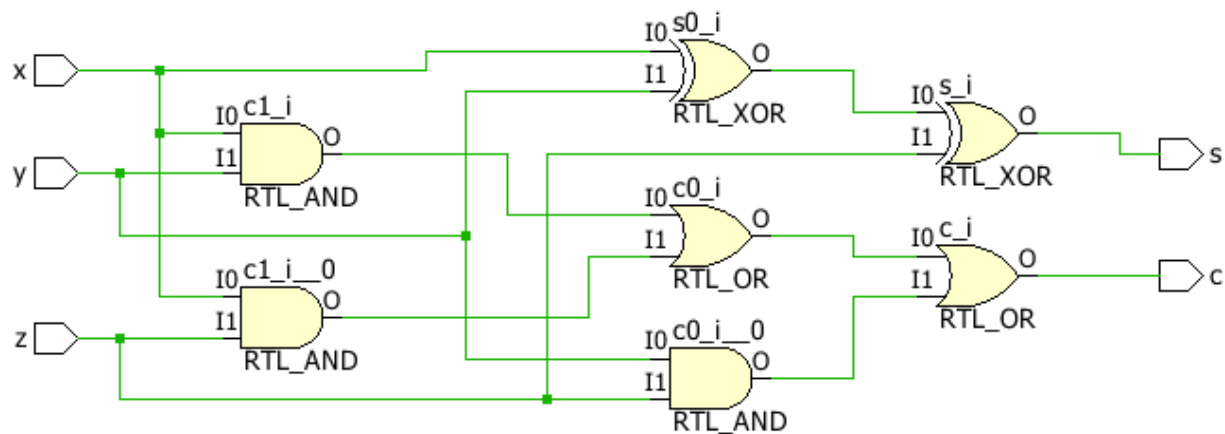 s0_i
I0 O
I1
RTL_XOR
x
c1_i
I0 O
I1
RTL_AND
s_i
I0 O
I1
RTL_XOR
s
y
c0_i
I0 O
I1
RTL_OR
c_i
I0 O
I1
RTL_OR
c
c1_i__0
I0 O
I1
RTL_AND
z
c0_i__0
I0 O
I1
RTL_AND